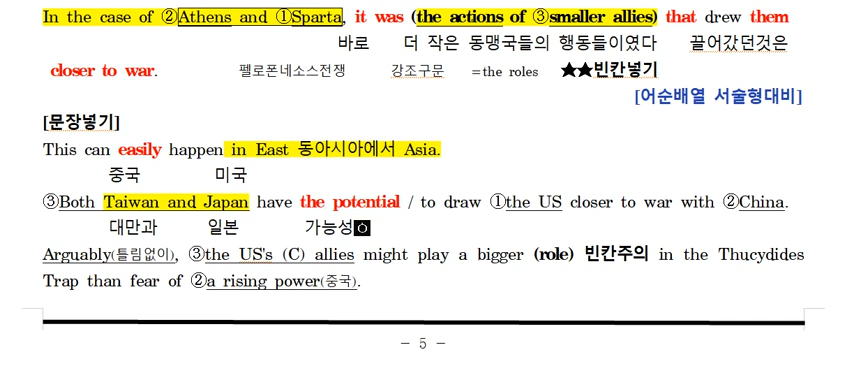 In the case of ②Athens and ①Sparta, it was (the actions of ③smaller allies) that drew them
바로 더 작은 동맹국들의 행동들이였다 끌어갔던것은
closer to war. 펠로폰네소스전쟁 강조구문 =the roles ★★빈칸넣기
[어순배열 서술형대비]
[문장넣기]
This can easily happen in East 동아시아에서 Asia.
중국 미국
③Both Taiwan and Japan have the potential / to draw ①the US closer to war with ②China.
대만과 일본 가능성
Arguably(틀림없이), ③the US's (C) allies might play a bigger (role) 빈칸주의 in the Thucydides
Trap than fear of ②a rising power(중국).
- 5 -